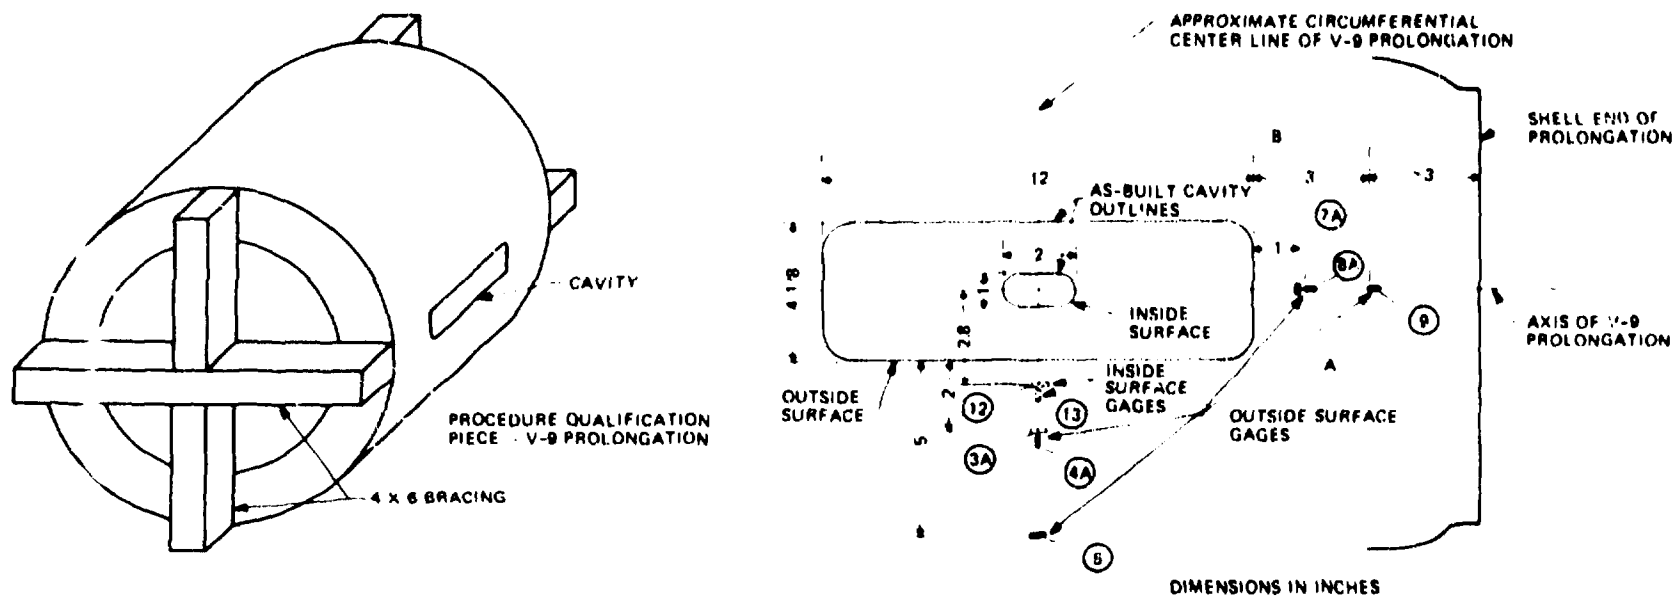 CAVITY
PROCEDURE QUALIFICATION
PIECE - V-9 PROLONGATION
4 X 6 BRACING
APPROXIMATE CIRCUMFERENTIAL
CENTER LINE OF V-9 PROLONGATION
SHELL END OF
PROLONGATION
B
12
3
~3
AS-BUILT CAVITY
OUTLINES
7A
1
2
8A
1
2.8
INSIDE
SURFACE
9
AXIS OF V-9
PROLONGATION
A
OUTSIDE
SURFACE
INSIDE
SURFACE
GAGES
2
12
13
OUTSIDE SURFACE
GAGES
5
3A
4A
DIMENSIONS IN INCHES